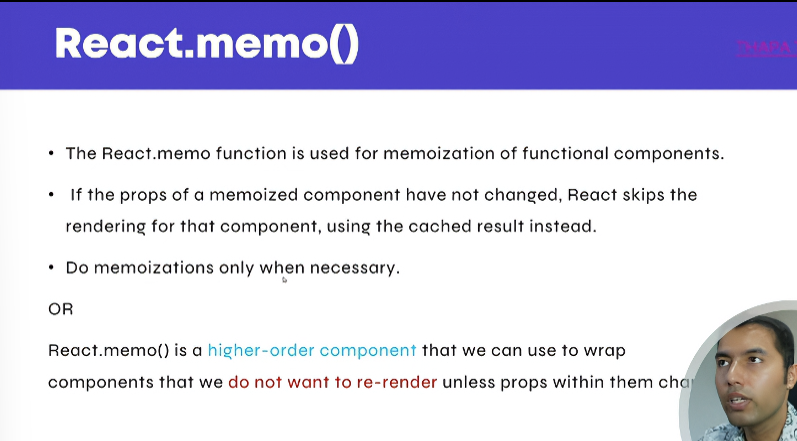 React.memo()
• The React.memo function is used for memoization of functional components.
• If the props of a memoized component have not changed, React skips the
rendering for that component, using the cached result instead.
• Do memoizations only when necessary.
OR
React.memo() is a higher-order component that we can use to wrap
components that we do not want to re-render unless props within them